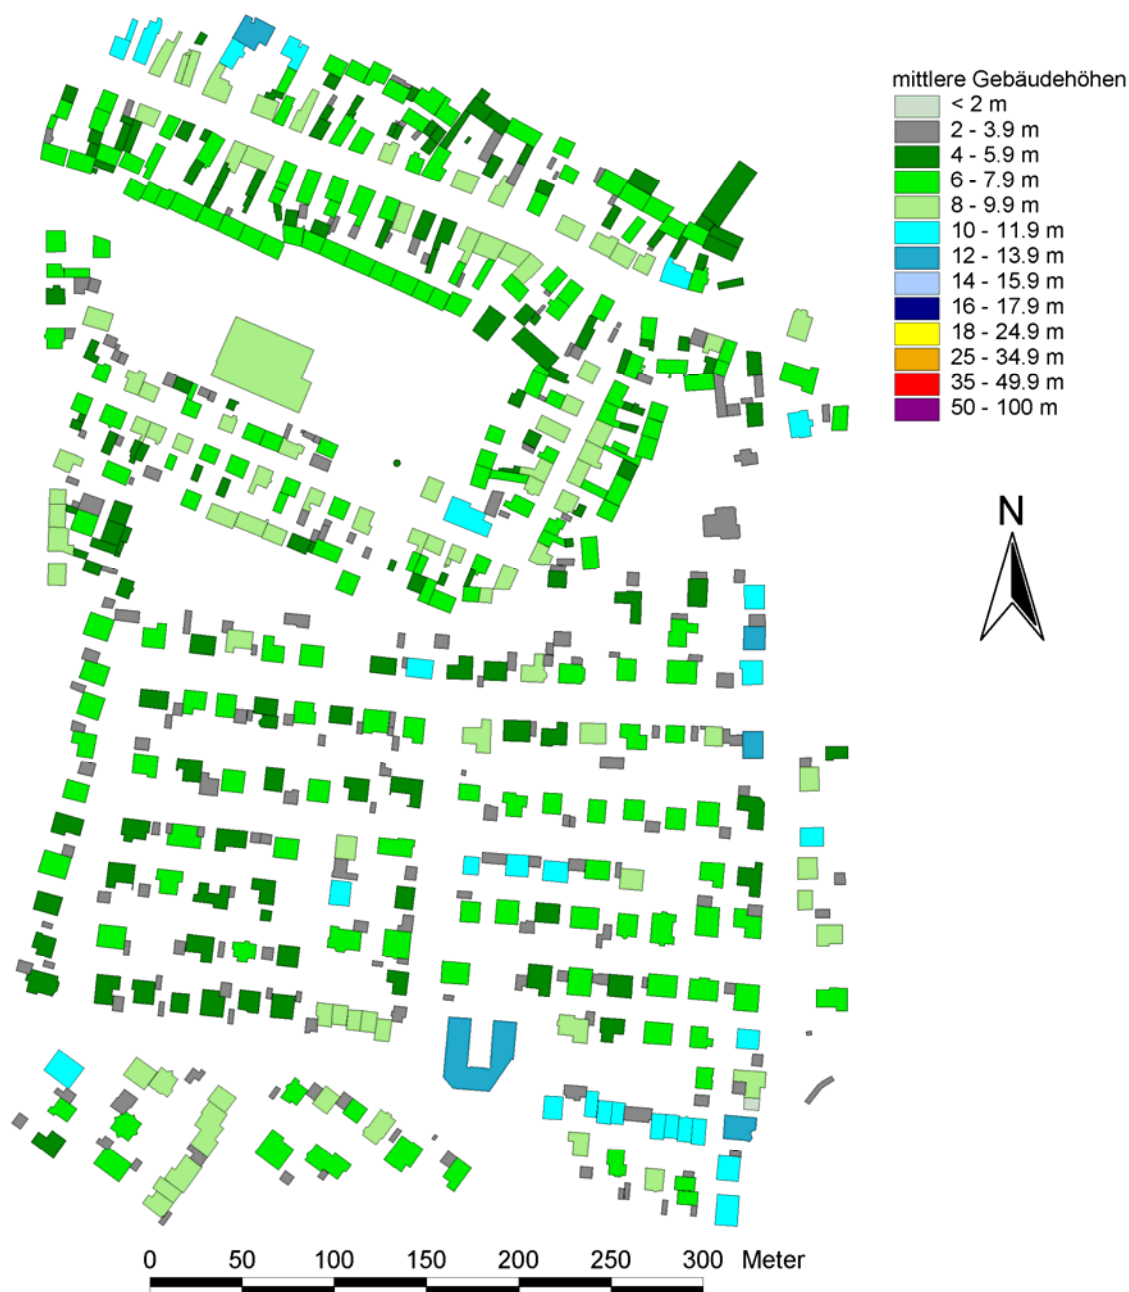 mittlere Gebäudehöhen
< 2 m
2 - 3.9 m
4 - 5.9 m
6 - 7.9 m
8 - 9.9 m
10 - 11.9 m
12 - 13.9 m
14 - 15.9 m
16 - 17.9 m
18 - 24.9 m
25 - 34.9 m
35 - 49.9 m
50 - 100 m
N
0 50 100 150 200 250 300 Meter